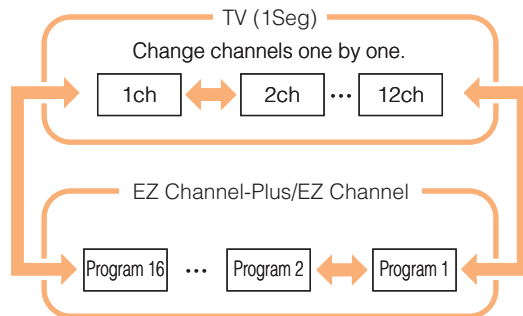 TV (1Seg)
Change channels one by one.
1ch 2ch ··· 12ch
EZ Channel-Plus/EZ Channel
Program 16 ··· Program 2 Program 1